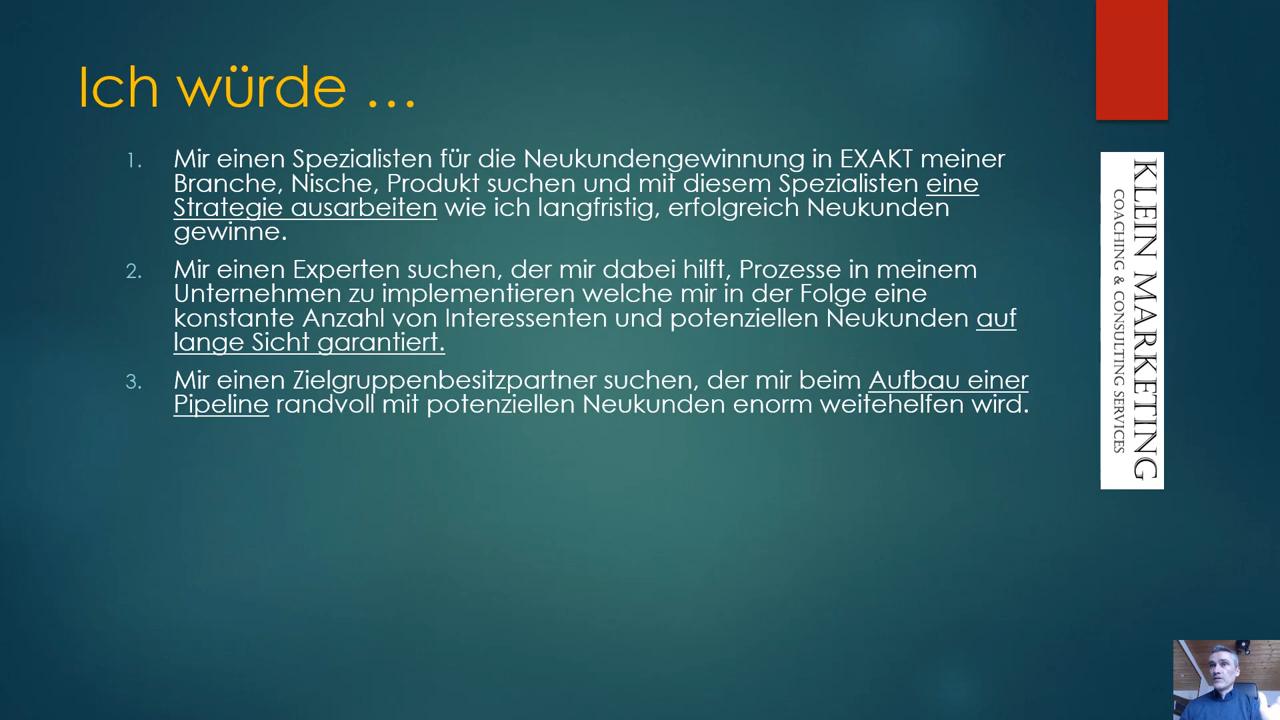 Ich würde ...
1. Mir einen Spezialisten für die Neukundengewinnung in EXAKT meiner
Branche, Nische, Produkt suchen und mit diesem Spezialisten eine
Strategie ausarbeiten wie ich langfristig, erfolgreich Neukunden
gewinne.
2. Mir einen Experten suchen, der mir dabei hilft, Prozesse in meinem
Unternehmen zu implementieren welche mir in der Folge eine
konstante Anzahl von Interessenten und potenziellen Neukunden auf
lange Sicht garantiert.
3. Mir einen Zielgruppenbesitzpartner suchen, der mir beim Aufbau einer
Pipeline randvoll mit potenziellen Neukunden enorm weitehelfen wird.
KLEIN MARKETING
COACHING & CONSULTING SERVICES